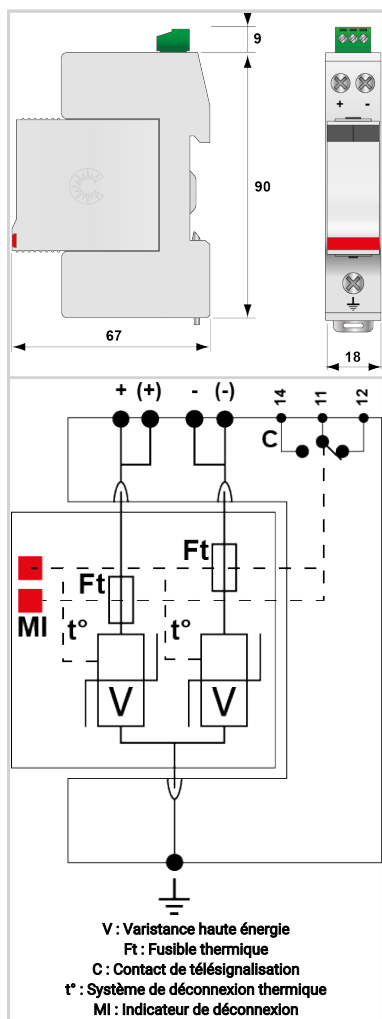 9
+ -
90
67
18
+ (+) - (-)
14 11 12
C
-
Ft
Ft
MI
t°
t°
V
V
V : Varistance haute énergie
Ft : Fusible thermique
C : Contact de télésignalisation
t° : Système de déconnexion thermique
MI : Indicateur de déconnexion